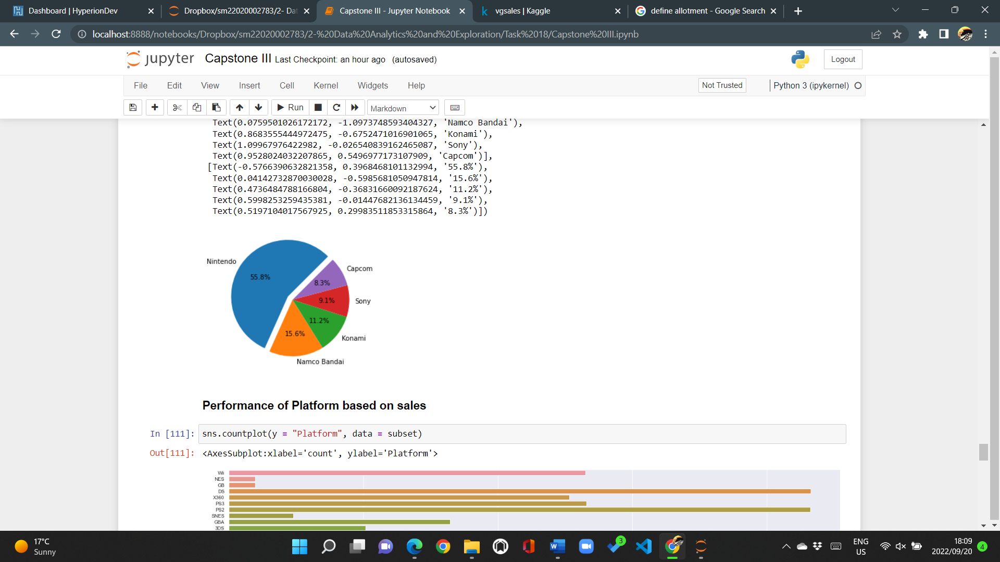 Dashboard | HyperionDev
Dropbox/sm22020002783/2- Dat
Capstone III - Jupyter Notebook
vgsales | Kaggle
define allotment - Google Search
localhost:8888/notebooks/Dropbox/sm22020002783/2-%20Data%20Analytics%20and%20Exploration/Task%2018/Capstone%20III.ipynb
jupyter Capstone III Last Checkpoint: an hour ago (autosaved)
Logout
File Edit View Insert Cell Kernel Widgets Help
Not Trusted
Python 3 (ipykernel)
Run
Markdown
Text(0.0759501026172172, -1.0973748593404327, 'Namco Bandai'),
Text(0.8683555444972475, -0.6752471016901065, 'Konami'),
Text(1.09967976422982, -0.026540839162465087, 'Sony'),
Text(0.9528024032207865, 0.5496977173107909, 'Capcom')],
[Text(-0.5766390632821358, 0.3968468101132994, '55.8%'),
Text(0.04142732870030028, -0.5985681050947814, '15.6%'),
Text(0.4736484788166804, -0.36831660092187624, '11.2%'),
Text(0.5998253259435381, -0.01447682136134459, '9.1%'),
Text(0.5197104017567925, 0.29983511853315864, '8.3%')])
Nintendo
55.8%
Capcom
8.3%
Sony
9.1%
11.2%
Konami
15.6%
Namco Bandai
Performance of Platform based on sales
In [111]: sns.countplot(y = "Platform", data = subset)
Out[111]: <AxesSubplot:xlabel='count', ylabel='Platform'>
Wii
NES
GB
DS
X360
PS3
PS2
SNES
GBA
3DS
17°C
Sunny
3
ENG
US
18:09
2022/09/20
4